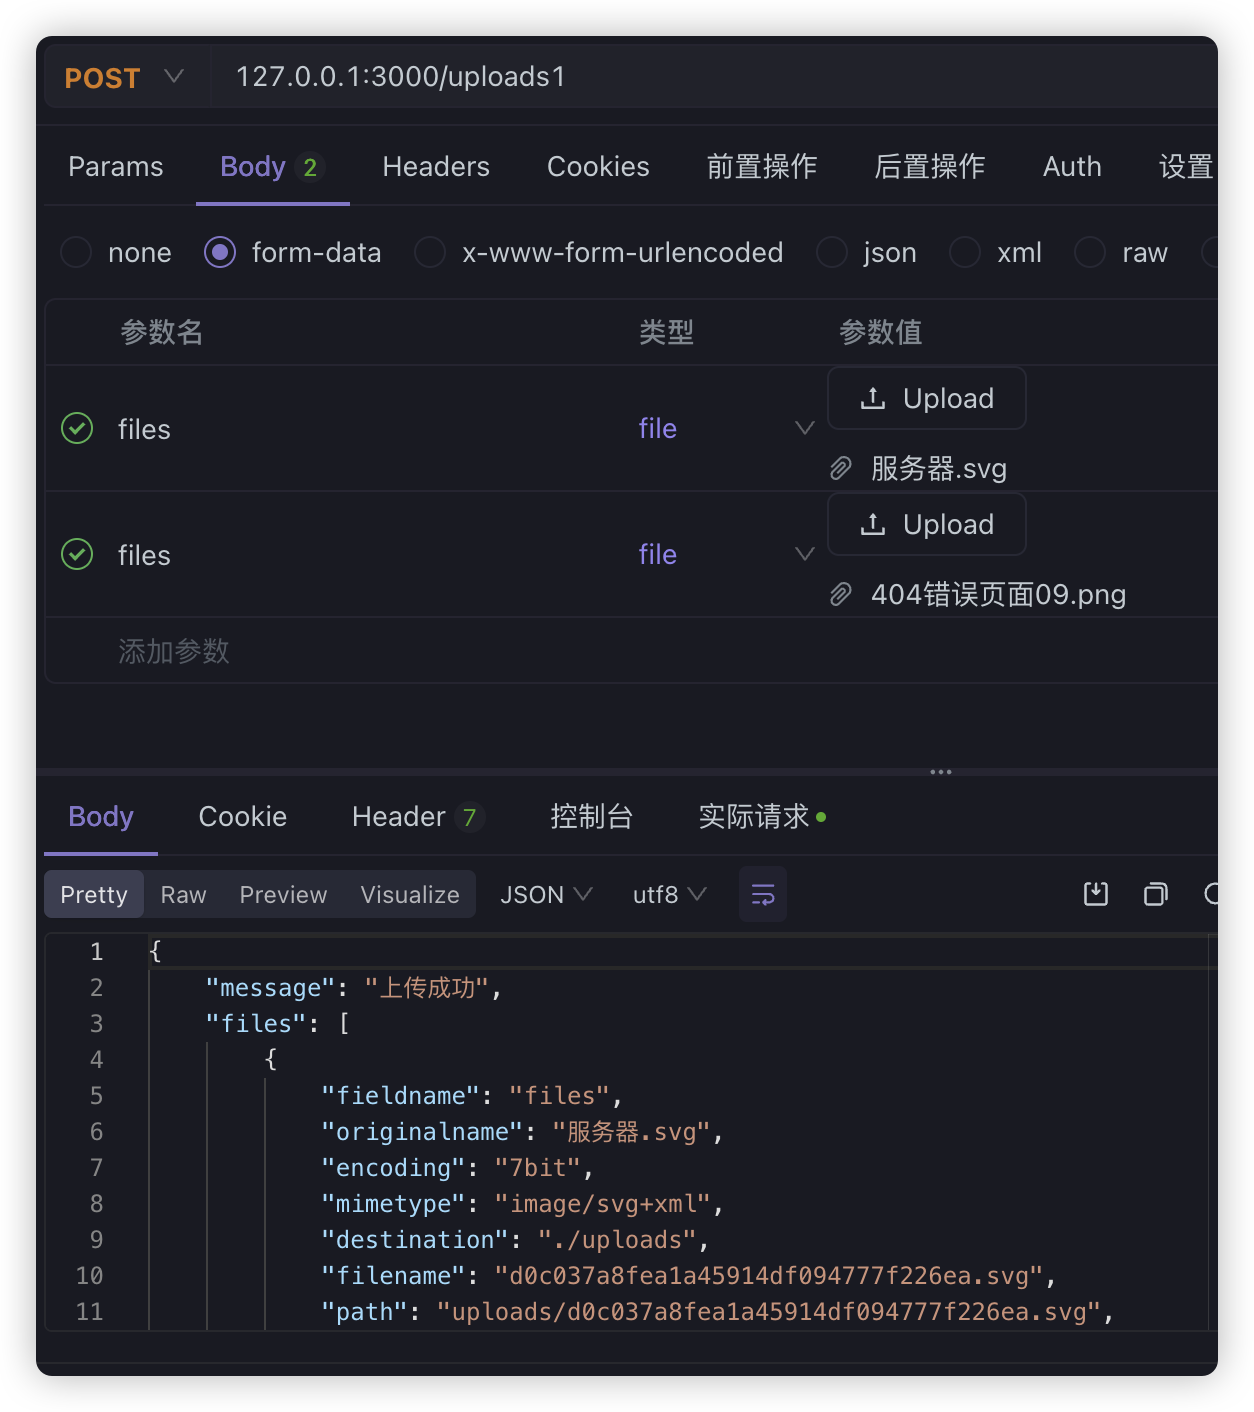 POST 127.0.0.1:3000/uploads1
Params Body 2 Headers Cookies 前置操作 后置操作 Auth 设置
none form-data x-www-form-urlencoded json xml raw
参数名 类型 参数值
files file Upload
服务器.svg
files file Upload
404错误页面09.png
添加参数
Body Cookie Header 7 控制台 实际请求
Pretty Raw Preview Visualize JSON utf8
1 {
2 "message": "上传成功",
3 "files": [
4 {
5 "fieldname": "files",
6 "originalname": "服务器.svg",
7 "encoding": "7bit",
8 "mimetype": "image/svg+xml",
9 "destination": "./uploads",
10 "filename": "d0c037a8fea1a45914df094777f226ea.svg",
11 "path": "uploads/d0c037a8fea1a45914df094777f226ea.svg",